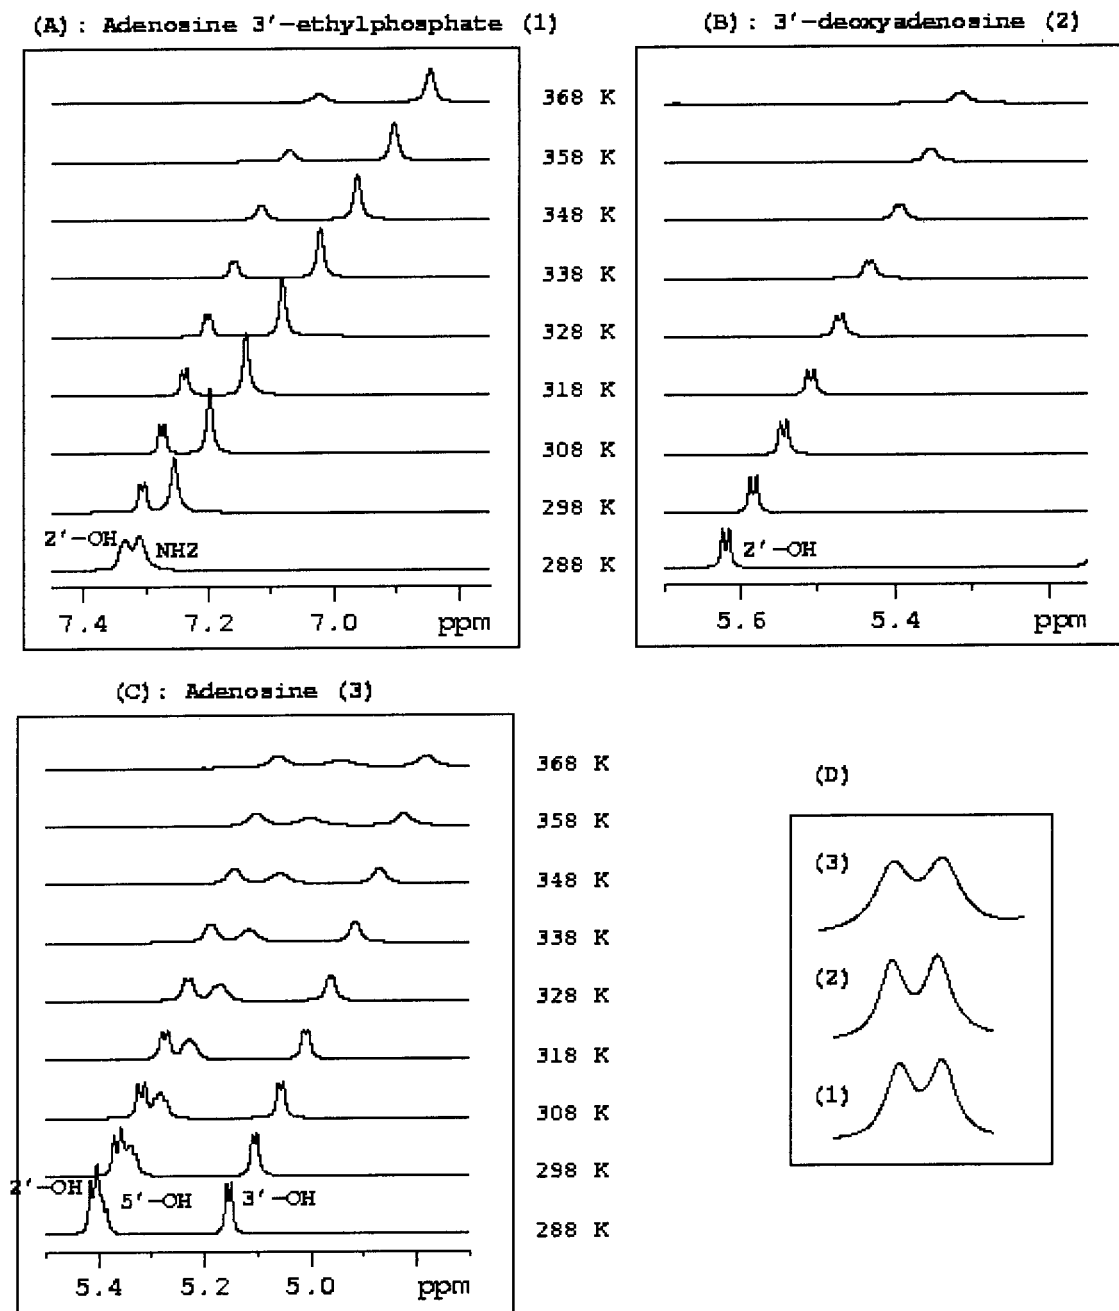 (A): Adenosine 3′-ethylphosphate (1)
368 K
358 K
348 K
338 K
328 K
318 K
308 K
298 K
2′-OH
NH2
288 K
7.4 7.2 7.0 ppm
(B): 3′-deoxyadenosine (2)
2′-OH
5.6 5.4 ppm
(C): Adenosine (3)
368 K
358 K
348 K
338 K
328 K
318 K
308 K
298 K
2′-OH
5′-OH
3′-OH
288 K
5.4 5.2 5.0 ppm
(D)
(3)
(2)
(1)